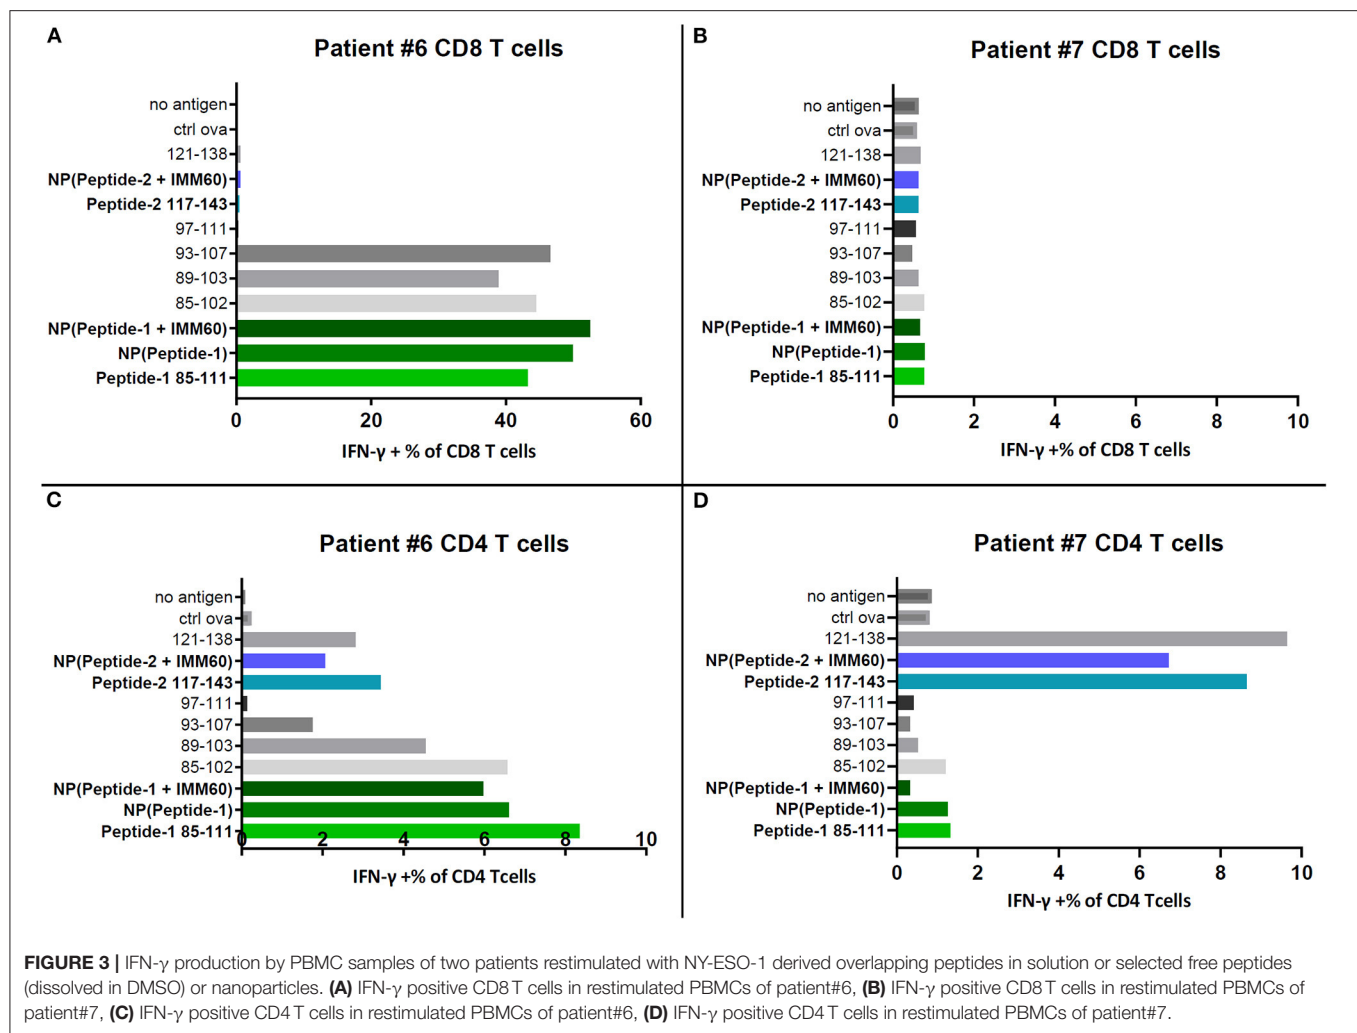 A
Patient #6 CD8 T cells
no antigen
ctrl ova
121-138
NP(Peptide-2 + IMM60)
Peptide-2 117-143
97-111
93-107
89-103
85-102
NP(Peptide-1 + IMM60)
NP(Peptide-1)
Peptide-1 85-111
0 20 40 60
IFN-γ + % of CD8 T cells
B
Patient #7 CD8 T cells
no antigen
ctrl ova
121-138
NP(Peptide-2 + IMM60)
Peptide-2 117-143
97-111
93-107
89-103
85-102
NP(Peptide-1 + IMM60)
NP(Peptide-1)
Peptide-1 85-111
0 2 4 6 8 10
IFN-γ +% of CD8 T cells
C
Patient #6 CD4 T cells
no antigen
ctrl ova
121-138
NP(Peptide-2 + IMM60)
Peptide-2 117-143
97-111
93-107
89-103
85-102
NP(Peptide-1 + IMM60)
NP(Peptide-1)
Peptide-1 85-111
0 2 4 6 8 10
IFN-γ +% of CD4 Tcells
D
Patient #7 CD4 T cells
no antigen
ctrl ova
121-138
NP(Peptide-2 + IMM60)
Peptide-2 117-143
97-111
93-107
89-103
85-102
NP(Peptide-1 + IMM60)
NP(Peptide-1)
Peptide-1 85-111
0 2 4 6 8 10
IFN-γ +% of CD4 Tcells
FIGURE 3 | IFN-γ production by PBMC samples of two patients restimulated with NY-ESO-1 derived overlapping peptides in solution or selected free peptides
(dissolved in DMSO) or nanoparticles. (A) IFN-γ positive CD8 T cells in restimulated PBMCs of patient#6, (B) IFN-γ positive CD8 T cells in restimulated PBMCs of
patient#7, (C) IFN-γ positive CD4 T cells in restimulated PBMCs of patient#6, (D) IFN-γ positive CD4 T cells in restimulated PBMCs of patient#7.